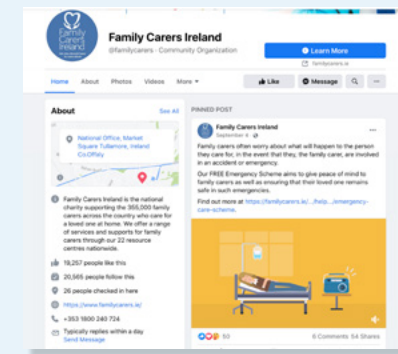 Family
Carers
Ireland
Family Carers Ireland
@familycarers · Community Organization
Learn More
familycarers.ie
Home About Photos Videos More
Like Message
About See All
National Office, Market
Square Tullamore, Ireland
Co.Offaly
Family Carers Ireland is the national
charity supporting the 355,000 family
carers across the country who care for
a loved one at home. We offer a range
of services and supports for family
carers through our 22 resource
centres nationwide.
19,257 people like this
20,565 people follow this
26 people checked in here
https://www.familycarers.ie/
+353 1800 240 724
Typically replies within a day
Send Message
PINNED POST
Family Carers Ireland
September 4
Family carers often worry about what will happen to the person
they care for, in the event that they, the family carer, are involved
in an accident or emergency.
Our FREE Emergency Scheme aims to give peace of mind to
family carers as well as ensuring that their loved one remains
safe in such emergencies.
Find out more at https://familycarers.ie/.../help.../emergency-
care-scheme.
60 6 Comments 54 Shares